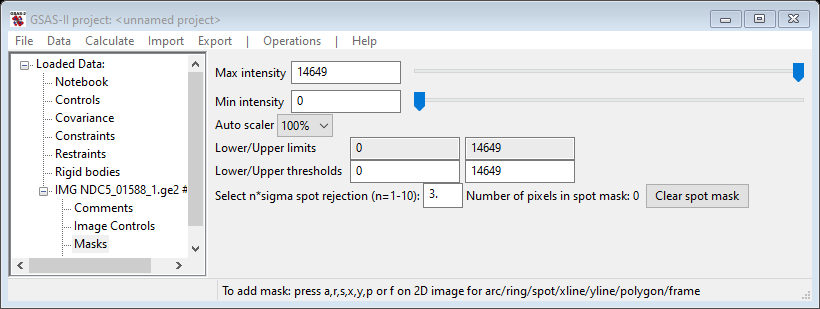 GSAS-II project: <unnamed project>
File Data Calculate Import Export | Operations | Help
Loaded Data:
Notebook
Controls
Covariance
Constraints
Restraints
Rigid bodies
IMG NDC5_01588_1.ge2 #
Comments
Image Controls
Masks
Max intensity 14649
Min intensity 0
Auto scaler 100%
Lower/Upper limits 0 14649
Lower/Upper thresholds 0 14649
Select n*sigma spot rejection (n=1-10): 3. Number of pixels in spot mask: 0 Clear spot mask
To add mask: press a,r,s,x,y,p or f on 2D image for arc/ring/spot/xline/yline/polygon/frame